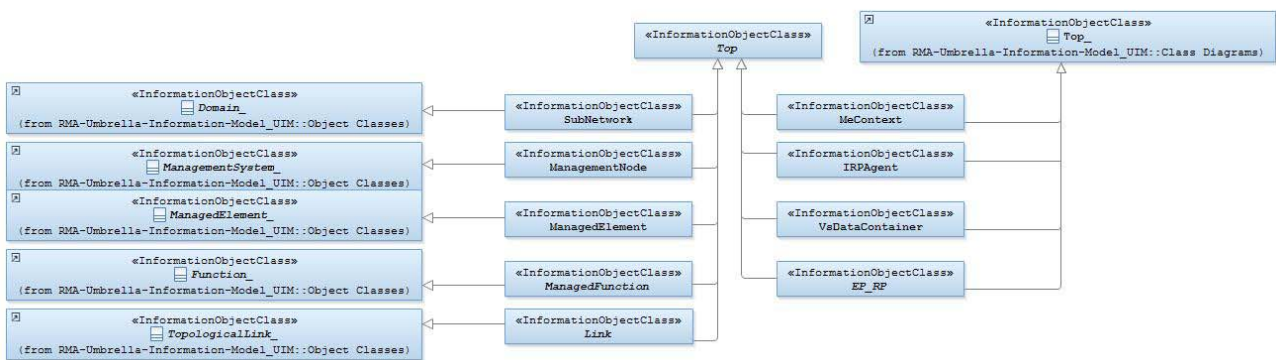 «InformationObjectClass»
Top
«InformationObjectClass»
Top_
(from RMA-Umbrella-Information-Model_UIM::Class Diagrams)
«InformationObjectClass»
Domain_
(from RMA-Umbrella-Information-Model_UIM::Object Classes)
«InformationObjectClass»
SubNetwork
«InformationObjectClass»
MeContext
«InformationObjectClass»
ManagementSystem_
(from RMA-Umbrella-Information-Model_UIM::Object Classes)
«InformationObjectClass»
ManagementNode
«InformationObjectClass»
IRPAgent
«InformationObjectClass»
ManagedElement_
(from RMA-Umbrella-Information-Model_UIM::Object Classes)
«InformationObjectClass»
ManagedElement
«InformationObjectClass»
VsDataContainer
«InformationObjectClass»
Function_
(from RMA-Umbrella-Information-Model_UIM::Object Classes)
«InformationObjectClass»
ManagedFunction
«InformationObjectClass»
EP_RP
«InformationObjectClass»
TopologicalLink_
(from RMA-Umbrella-Information-Model_UIM::Object Classes)
«InformationObjectClass»
Link